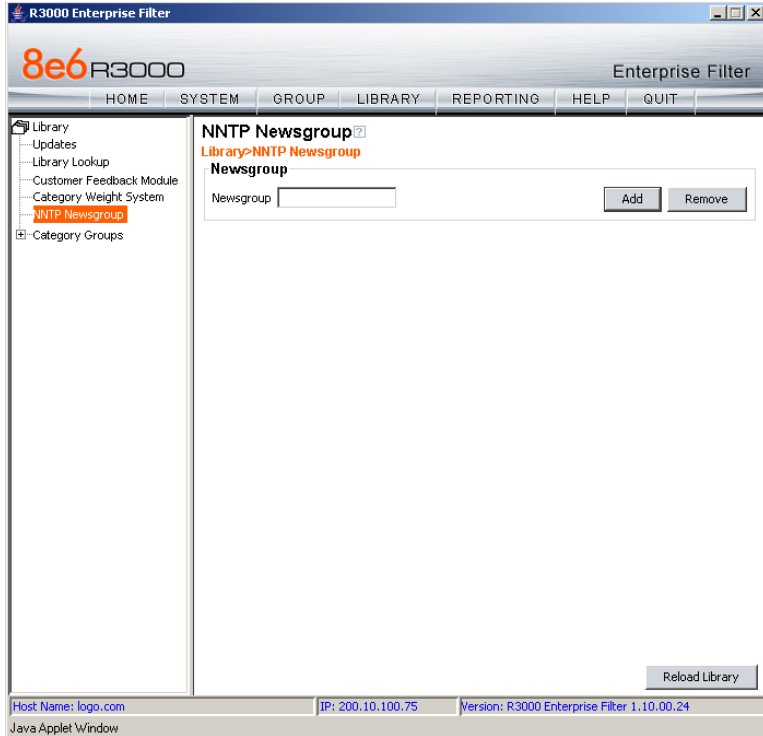 R3000 Enterprise Filter
8e6 R3000
Enterprise Filter
HOME SYSTEM GROUP LIBRARY REPORTING HELP QUIT
Library
Updates
Library Lookup
Customer Feedback Module
Category Weight System
NNTP Newsgroup
Category Groups
NNTP Newsgroup ?
Library>NNTP Newsgroup
Newsgroup
Newsgroup Add Remove
Reload Library
Host Name: logo.com IP: 200.10.100.75 Version: R3000 Enterprise Filter 1.10.00.24
Java Applet Window